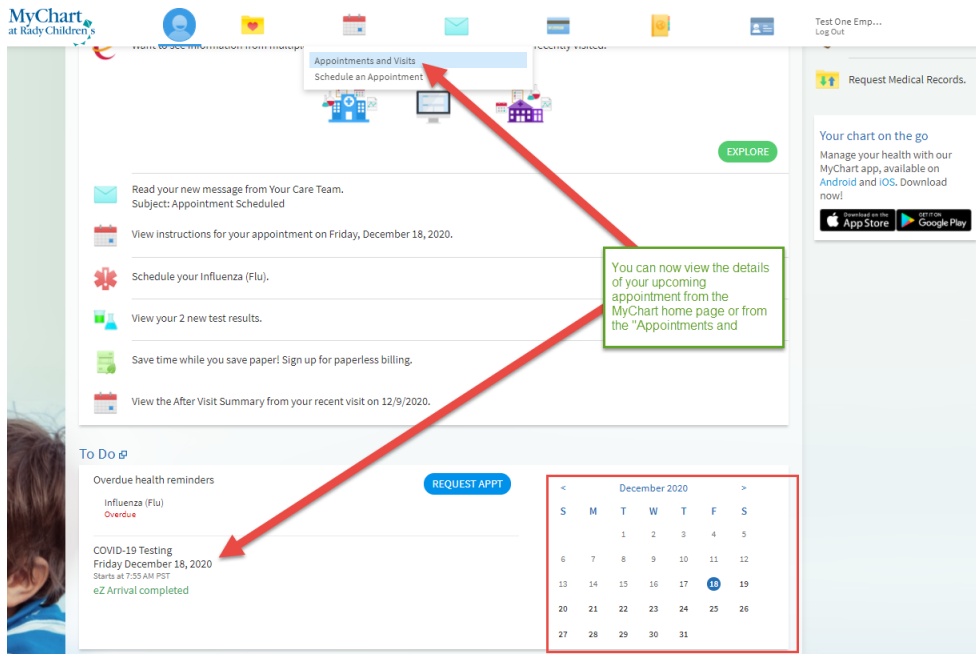 MyChart
at Rady Children's
Test One Emp...
Log Out
Want to see information from multipl
recently visited.
Appointments and Visits
Schedule an Appointment
EXPLORE
Request Medical Records.
Your chart on the go
Manage your health with our
MyChart app, available on
Android and iOS. Download
now!
Download on the
App Store
GET IT ON
Google Play
Read your new message from Your Care Team.
Subject: Appointment Scheduled
View instructions for your appointment on Friday, December 18, 2020.
Schedule your Influenza (Flu).
View your 2 new test results.
Save time while you save paper! Sign up for paperless billing.
View the After Visit Summary from your recent visit on 12/9/2020.
You can now view the details
of your upcoming
appointment from the
MyChart home page or from
the "Appointments and
To Do
Overdue health reminders
REQUEST APPT
Influenza (Flu)
Overdue
COVID-19 Testing
Friday December 18, 2020
Starts at 7:55 AM PST
eZ Arrival completed
< December 2020 >
S M T W T F S
1 2 3 4 5
6 7 8 9 10 11 12
13 14 15 16 17 18 19
20 21 22 23 24 25 26
27 28 29 30 31